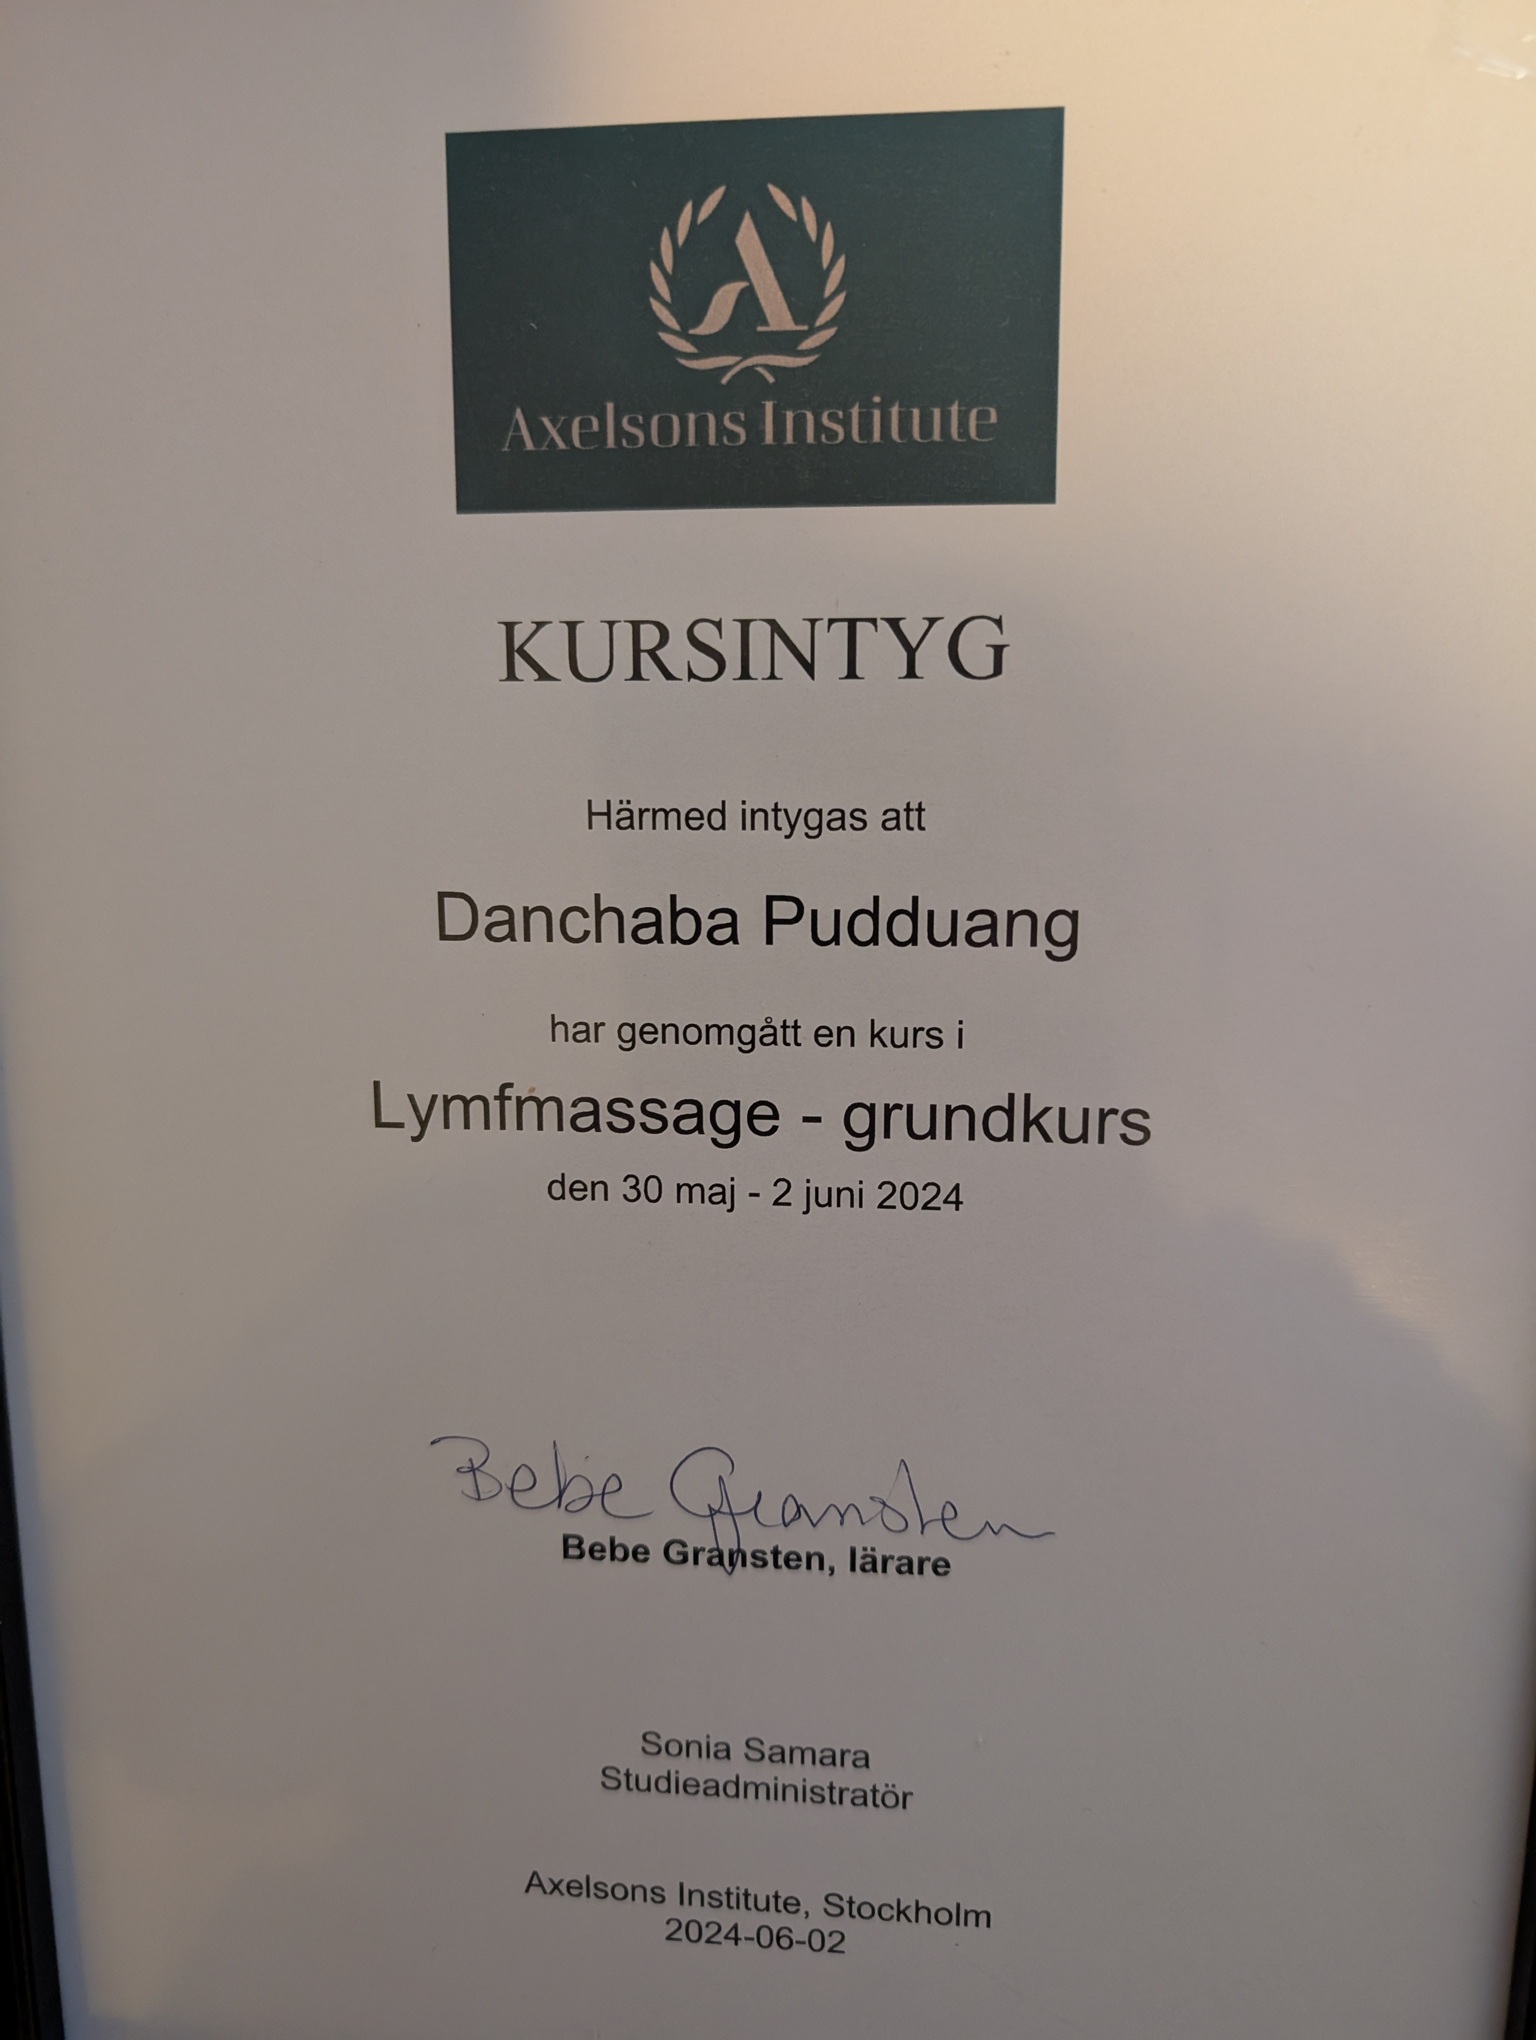 Axelsons Institute
KURSINTYG
Härmed intygas att
Danchaba Pudduang
har genomgått en kurs i
Lymfmassage - grundkurs
den 30 maj - 2 juni 2024
Bebe Gransten
Bebe Gransten, lärare
Sonia Samara
Studieadministratör
Axelsons Institute, Stockholm
2024-06-02